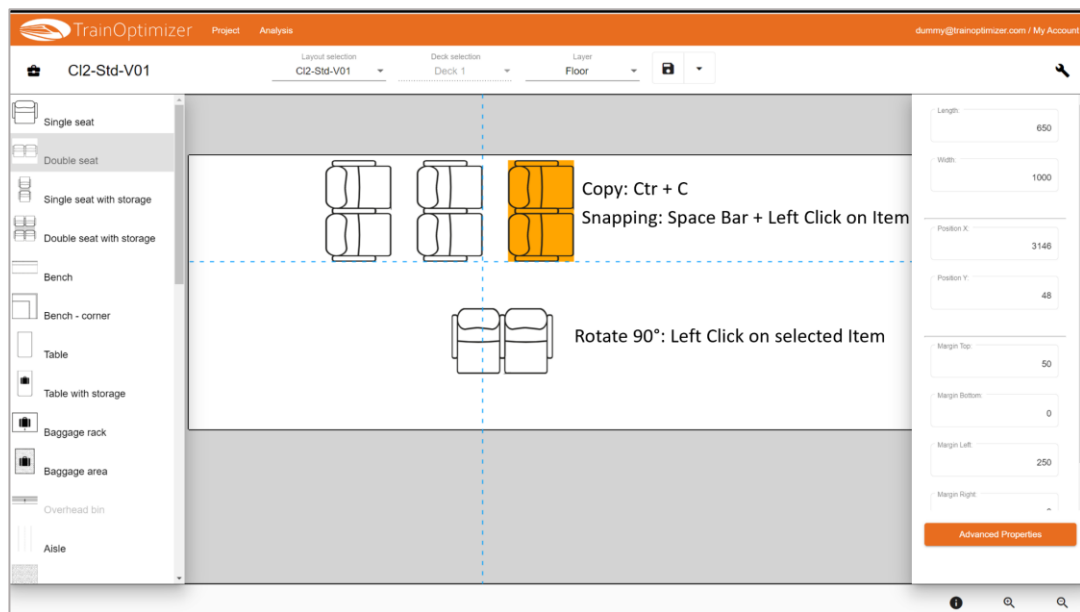 TrainOptimizer
Project
Analysis
dummy@trainoptimizer.com / My Account
Cl2-Std-V01
Layout selection
Cl2-Std-V01
Deck selection
Deck 1
Layer
Floor
Single seat
Double seat
Single seat with storage
Double seat with storage
Bench
Bench - corner
Table
Table with storage
Baggage rack
Baggage area
Overhead bin
Aisle
Copy: Ctr + C
Snapping: Space Bar + Left Click on Item
Rotate 90°: Left Click on selected Item
Length:
650
Width:
1000
Position X:
3146
Position Y:
48
Margin Top:
50
Margin Bottom:
0
Margin Left:
250
Margin Right:
Advanced Properties